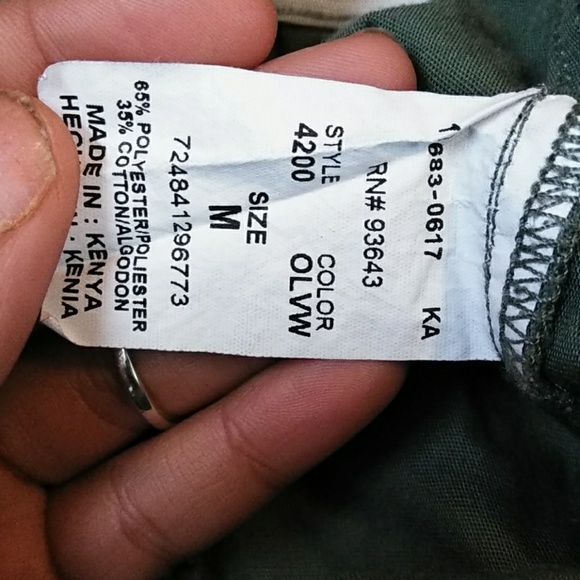 1 683-0617 KA
RN# 93643
STYLE COLOR
4200 OLVW
SIZE
M
724841296773
65% POLYESTER/POLIESTER
35% COTTON/ALGODON
MADE IN : KENYA
: KENIA